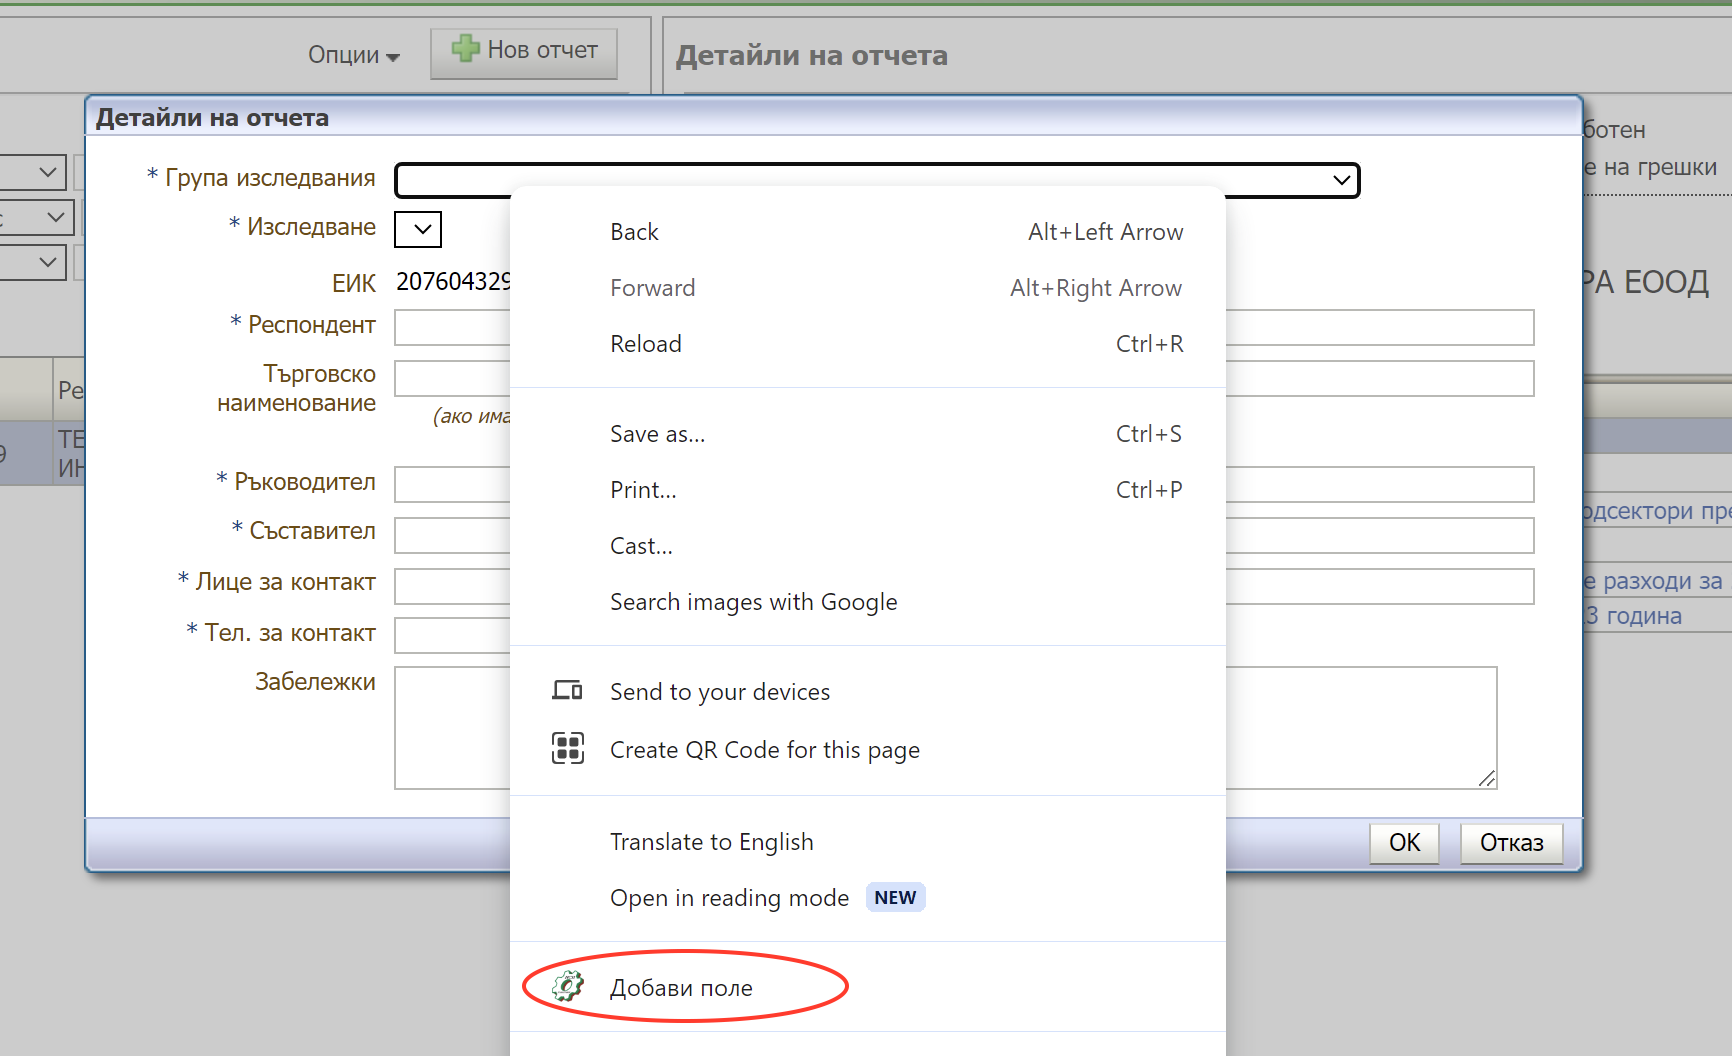 Опции
Нов отчет
Детайли на отчета
Детайли на отчета
* Група изследвания
* Изследване
ЕИК 207604329
* Респондент
Търговско
наименование
(ако има
* Ръководител
* Съставител
* Лице за контакт
* Тел. за контакт
Забележки
OK
Отказ
Back Alt+Left Arrow
Forward Alt+Right Arrow
Reload Ctrl+R
Save as... Ctrl+S
Print... Ctrl+P
Cast...
Search images with Google
Send to your devices
Create QR Code for this page
Translate to English
Open in reading mode NEW
Добави поле
Ре
9
ТЕ
ИН
ботен
е на грешки
РА ЕООД
одсектори пре
е разходи за
3 година